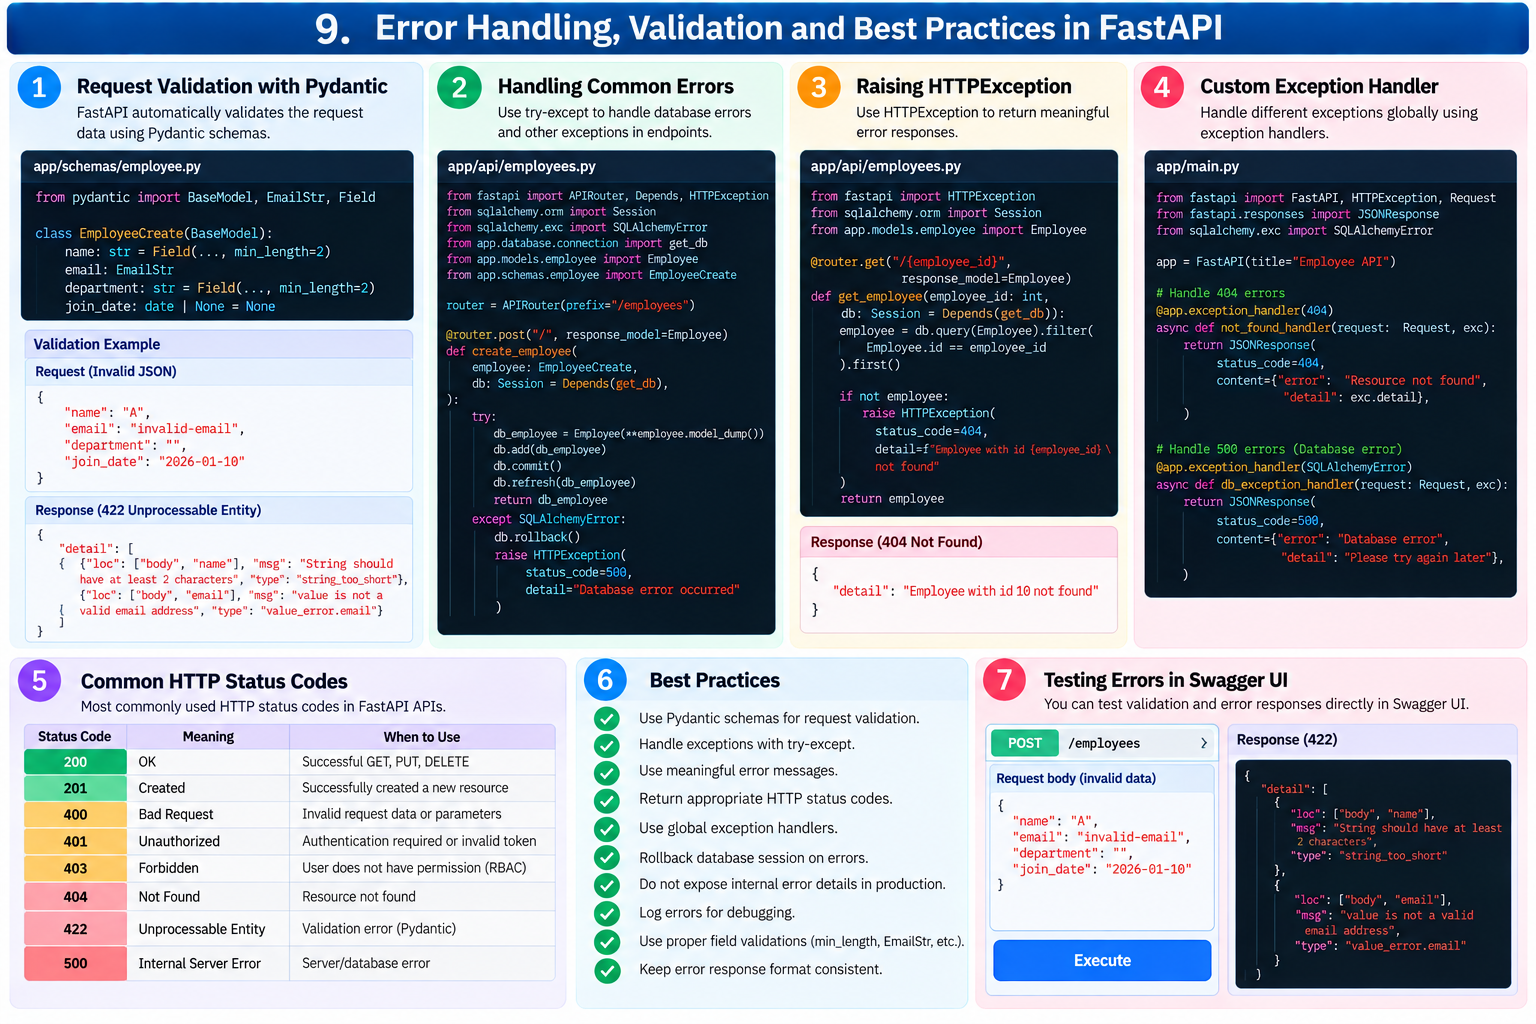 9. Error Handling, Validation and Best Practices in FastAPI
1 Request Validation with Pydantic
FastAPI automatically validates the request
data using Pydantic schemas.
app/schemas/employee.py
from pydantic import BaseModel, EmailStr, Field
class EmployeeCreate(BaseModel):
name: str = Field(..., min_length=2)
email: EmailStr
department: str = Field(..., min_length=2)
join_date: date | None = None
Validation Example
Request (Invalid JSON)
{
"name": "A",
"email": "invalid-email",
"department": "",
"join_date": "2026-01-10"
}
Response (422 Unprocessable Entity)
{
"detail": [
{ {"loc": ["body", "name"], "msg": "String should
have at least 2 characters", "type": "string_too_short"},
{"loc": ["body", "email"], "msg": "value is not a
{ valid email address", "type": "value_error.email"}
]
}
2 Handling Common Errors
Use try-except to handle database errors
and other exceptions in endpoints.
app/api/employees.py
from fastapi import APIRouter, Depends, HTTPException
from sqlalchemy.orm import Session
from sqlalchemy.exc import SQLAlchemyError
from app.database.connection import get_db
from app.models.employee import Employee
from app.schemas.employee import EmployeeCreate
router = APIRouter(prefix="/employees")
@router.post("/", response_model=Employee)
def create_employee(
employee: EmployeeCreate,
db: Session = Depends(get_db),
):
try:
db_employee = Employee(**employee.model_dump())
db.add(db_employee)
db.commit()
db.refresh(db_employee)
return db_employee
except SQLAlchemyError:
db.rollback()
raise HTTPException(
status_code=500,
detail="Database error occurred"
)
3 Raising HTTPException
Use HTTPException to return meaningful
error responses.
app/api/employees.py
from fastapi import HTTPException
from sqlalchemy.orm import Session
from app.models.employee import Employee
@router.get("/{employee_id}",
response_model=Employee)
def get_employee(employee_id: int,
db: Session = Depends(get_db)):
employee = db.query(Employee).filter(
Employee.id == employee_id
).first()
if not employee:
raise HTTPException(
status_code=404,
detail=f"Employee with id {employee_id} \
not found"
)
return employee
Response (404 Not Found)
{
"detail": "Employee with id 10 not found"
}
4 Custom Exception Handler
Handle different exceptions globally using
exception handlers.
app/main.py
from fastapi import FastAPI, HTTPException, Request
from fastapi.responses import JSONResponse
from sqlalchemy.exc import SQLAlchemyError
app = FastAPI(title="Employee API")
# Handle 404 errors
@app.exception_handler(404)
async def not_found_handler(request: Request, exc):
return JSONResponse(
status_code=404,
content={"error": "Resource not found",
"detail": exc.detail},
)
# Handle 500 errors (Database error)
@app.exception_handler(SQLAlchemyError)
async def db_exception_handler(request: Request, exc):
return JSONResponse(
status_code=500,
content={"error": "Database error",
"detail": "Please try again later"},
)
5 Common HTTP Status Codes
Most commonly used HTTP status codes in FastAPI APIs.
Status Code Meaning When to Use
200 OK Successful GET, PUT, DELETE
201 Created Successfully created a new resource
400 Bad Request Invalid request data or parameters
401 Unauthorized Authentication required or invalid token
403 Forbidden User does not have permission (RBAC)
404 Not Found Resource not found
422 Unprocessable Entity Validation error (Pydantic)
500 Internal Server Error Server/database error
6 Best Practices
Use Pydantic schemas for request validation.
Handle exceptions with try-except.
Use meaningful error messages.
Return appropriate HTTP status codes.
Use global exception handlers.
Rollback database session on errors.
Do not expose internal error details in production.
Log errors for debugging.
Use proper field validations (min_length, EmailStr, etc.).
Keep error response format consistent.
7 Testing Errors in Swagger UI
You can test validation and error responses directly in Swagger UI.
POST /employees >
Request body (invalid data)
{
"name": "A",
"email": "invalid-email",
"department": "",
"join_date": "2026-01-10"
}
Execute
Response (422)
{
"detail": [
{
"loc": ["body", "name"],
"msg": "String should have at least
2 characters",
"type": "string_too_short"
},
{
"loc": ["body", "email"],
"msg": "value is not a valid
email address",
"type": "value_error.email"
}
]